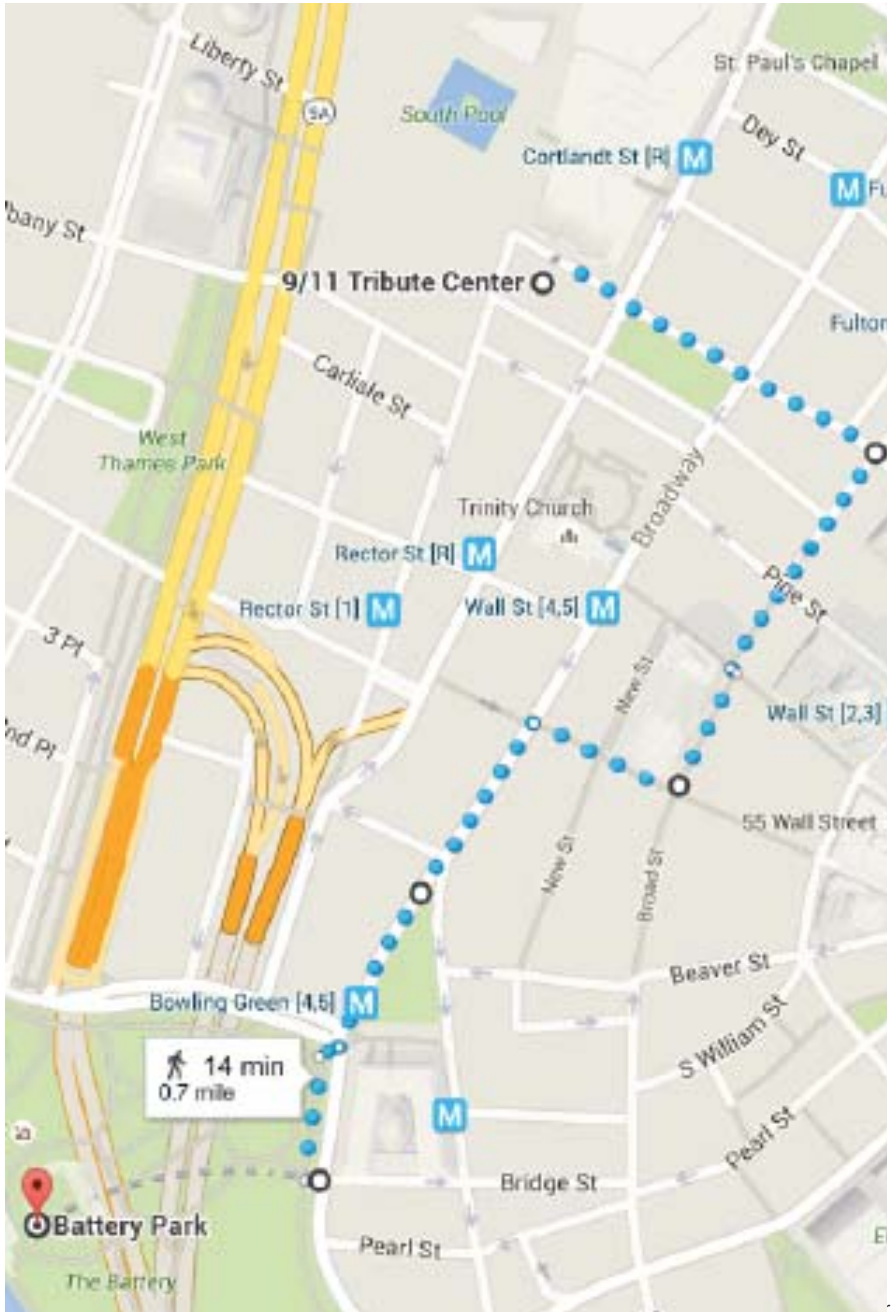 Liberty St
9A
South Pool
St. Paul's Chapel
Dey St
Cortlandt St [R]
M
M Fu
bany St
9/11 Tribute Center
Fulton
Carlisle St
West
Thames Park
Broadway
Trinity Church
Rector St [R] M
Pine St
Rector St [1] M
Wall St [4,5] M
3 Pl
New St
Wall St [2,3]
nd Pl
55 Wall Street
New St
Broad St
Beaver St
Bowling Green [4,5] M
S William St
14 min
0.7 mile
M
Pearl St
Bridge St
Battery Park
Pearl St
The Battery